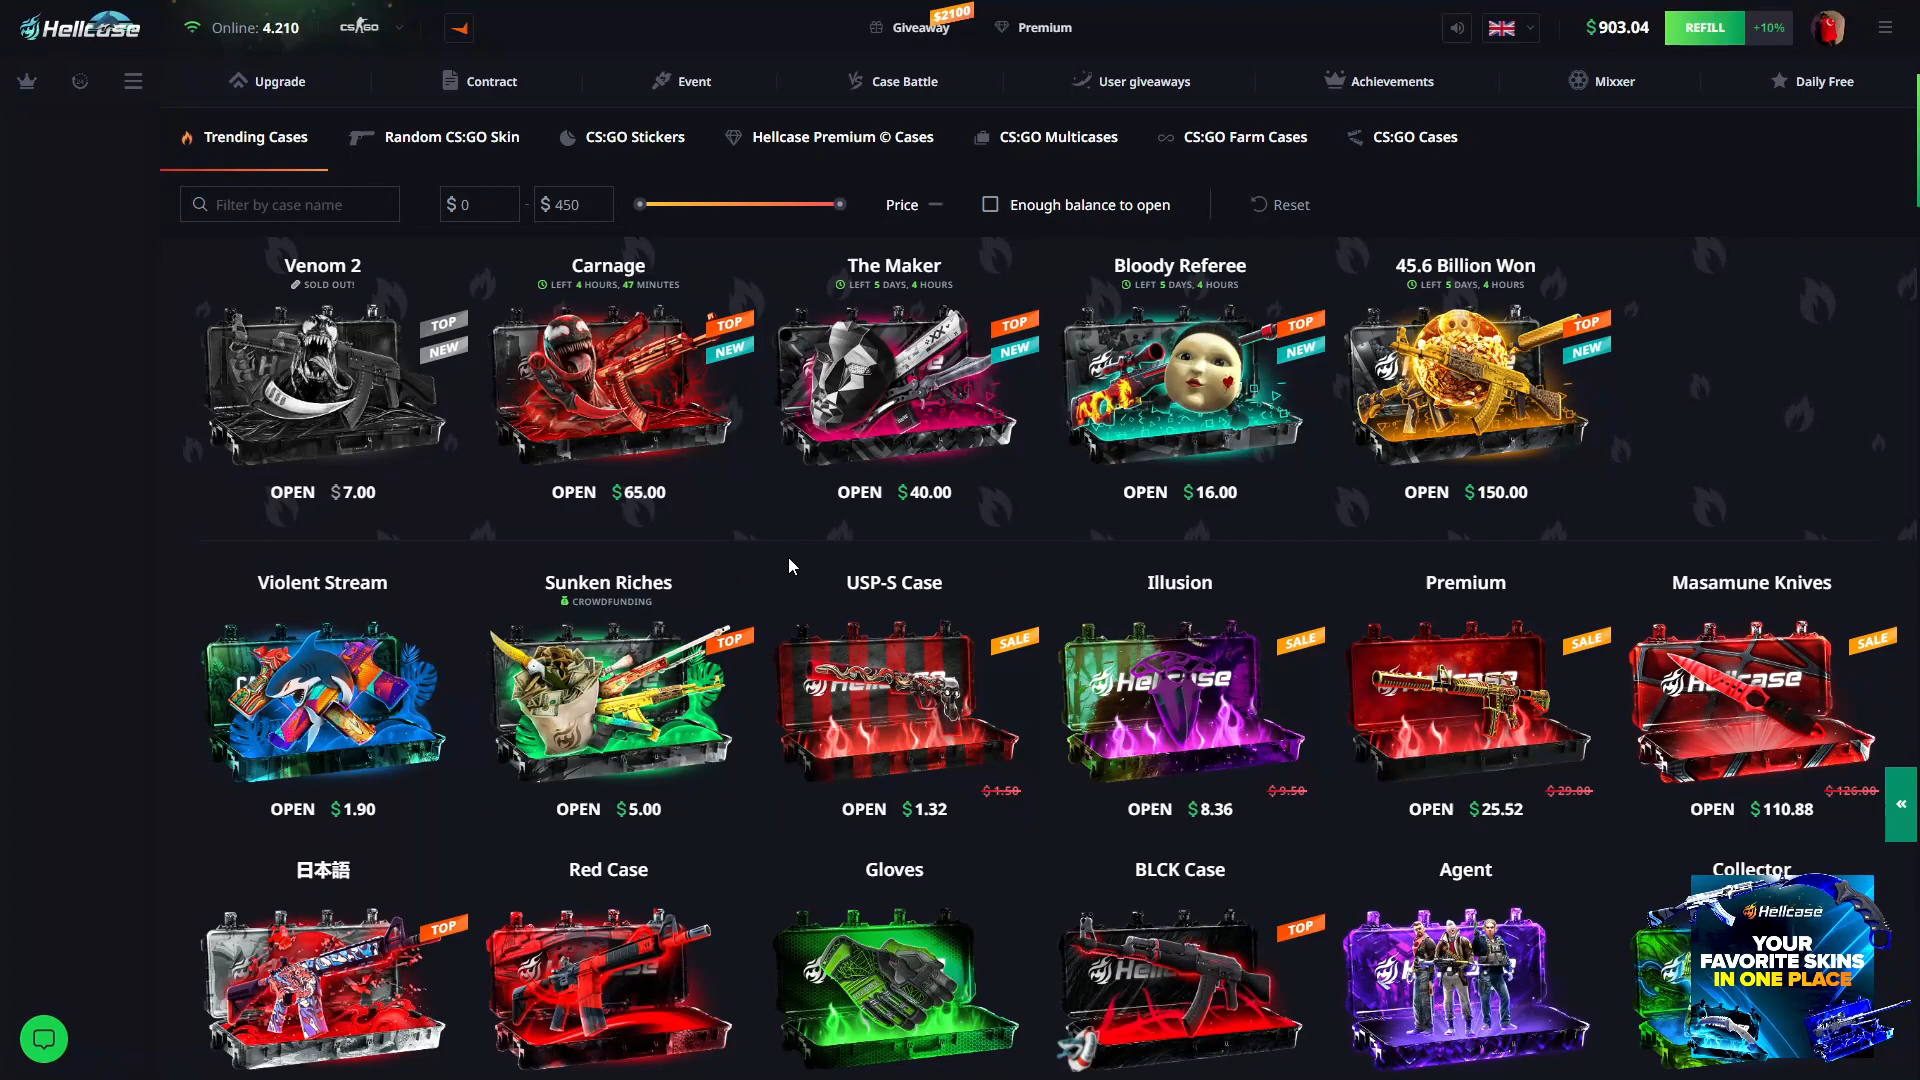 Hellcase
Online: 4.210
CS:GO
Giveaway
$2100
Premium
$903.04
REFILL
+10%
24
Upgrade
Contract
Event
Case Battle
User giveaways
Achievements
Mixxer
Daily Free
Trending Cases
Random CS:GO Skin
CS:GO Stickers
Hellcase Premium © Cases
CS:GO Multicases
CS:GO Farm Cases
CS:GO Cases
Filter by case name
$ 0 - $ 450
Price
Enough balance to open
Reset
Venom 2
SOLD OUT!
TOP
NEW
OPEN $7.00
Carnage
LEFT 4 HOURS, 47 MINUTES
TOP
NEW
OPEN $65.00
The Maker
LEFT 5 DAYS, 4 HOURS
TOP
NEW
OPEN $40.00
Bloody Referee
LEFT 5 DAYS, 4 HOURS
TOP
NEW
OPEN $16.00
45.6 Billion Won
LEFT 5 DAYS, 4 HOURS
TOP
NEW
OPEN $150.00
Violent Stream
OPEN $1.90
Sunken Riches
CROWDFUNDING
TOP
OPEN $5.00
USP-S Case
SALE
$1.50
OPEN $1.32
Illusion
SALE
$9.50
OPEN $8.36
Premium
SALE
$29.00
OPEN $25.52
Masamune Knives
SALE
$126.00
OPEN $110.88
«
日本語
TOP
Red Case
Gloves
BLCK Case
TOP
Agent
Collector
Hellcase
YOUR
FAVORITE SKINS
IN ONE PLACE